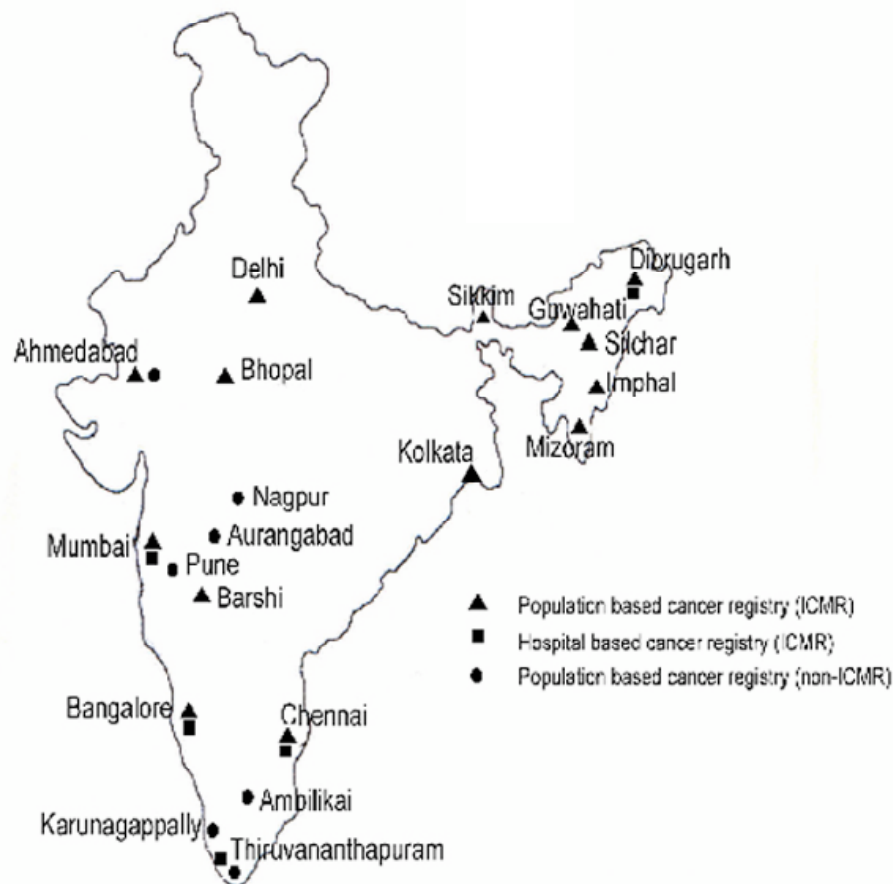 Delhi
Dibrugarh
Sikkim
Guwahati
Silchar
Ahmedabad
Bhopal
Imphal
Mizoram
Kolkata
Nagpur
Aurangabad
Mumbai
Pune
Barshi
Population based cancer registry (ICMR)
Hospital based cancer registry (ICMR)
Population based cancer registry (non-ICMR)
Bangalore
Chennai
Ambilikai
Karunagappally
Thiruvananthapuram